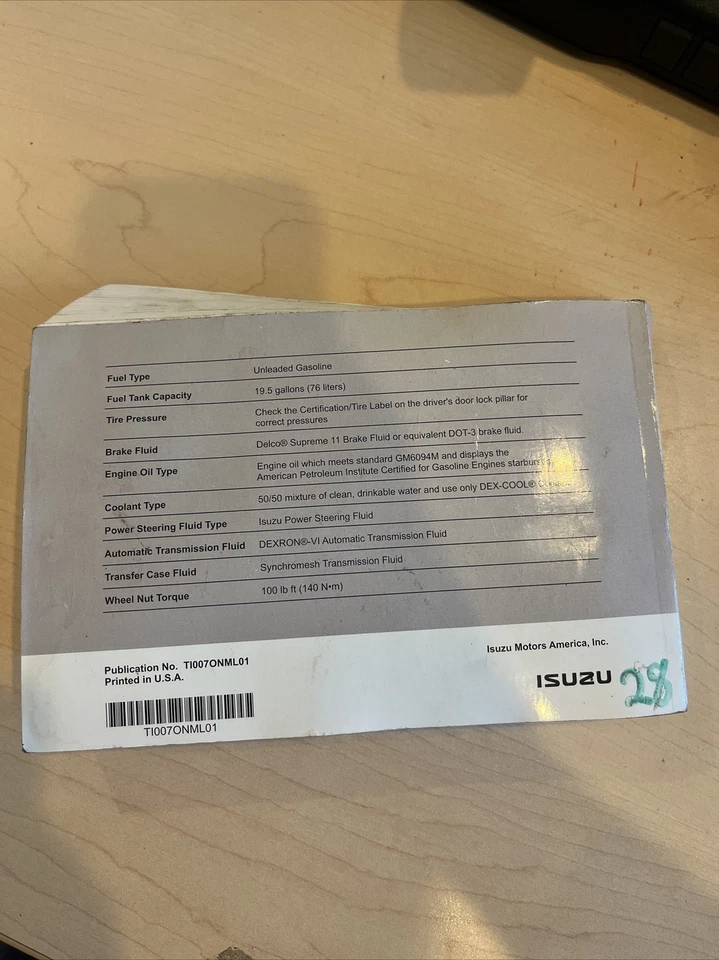 Fuel Type Unleaded Gasoline
Fuel Tank Capacity 19.5 gallons (76 liters)
Tire Pressure Check the Certification/Tire Label on the driver's door lock pillar for
correct pressures
Brake Fluid Delco® Supreme 11 Brake Fluid or equivalent DOT-3 brake fluid.
Engine Oil Type Engine oil which meets standard GM6094M and displays the
American Petroleum Institute Certified for Gasoline Engines
Coolant Type 50/50 mixture of clean, drinkable water and use only DEX-COOL®
Power Steering Fluid Type Isuzu Power Steering Fluid
Automatic Transmission Fluid DEXRON®-VI Automatic Transmission Fluid
Transfer Case Fluid Synchromesh Transmission Fluid
Wheel Nut Torque 100 lb ft (140 N•m)
Publication No. TI007ONML01
Printed in U.S.A.
TI007ONML01
Isuzu Motors America, Inc.
ISUZU 28